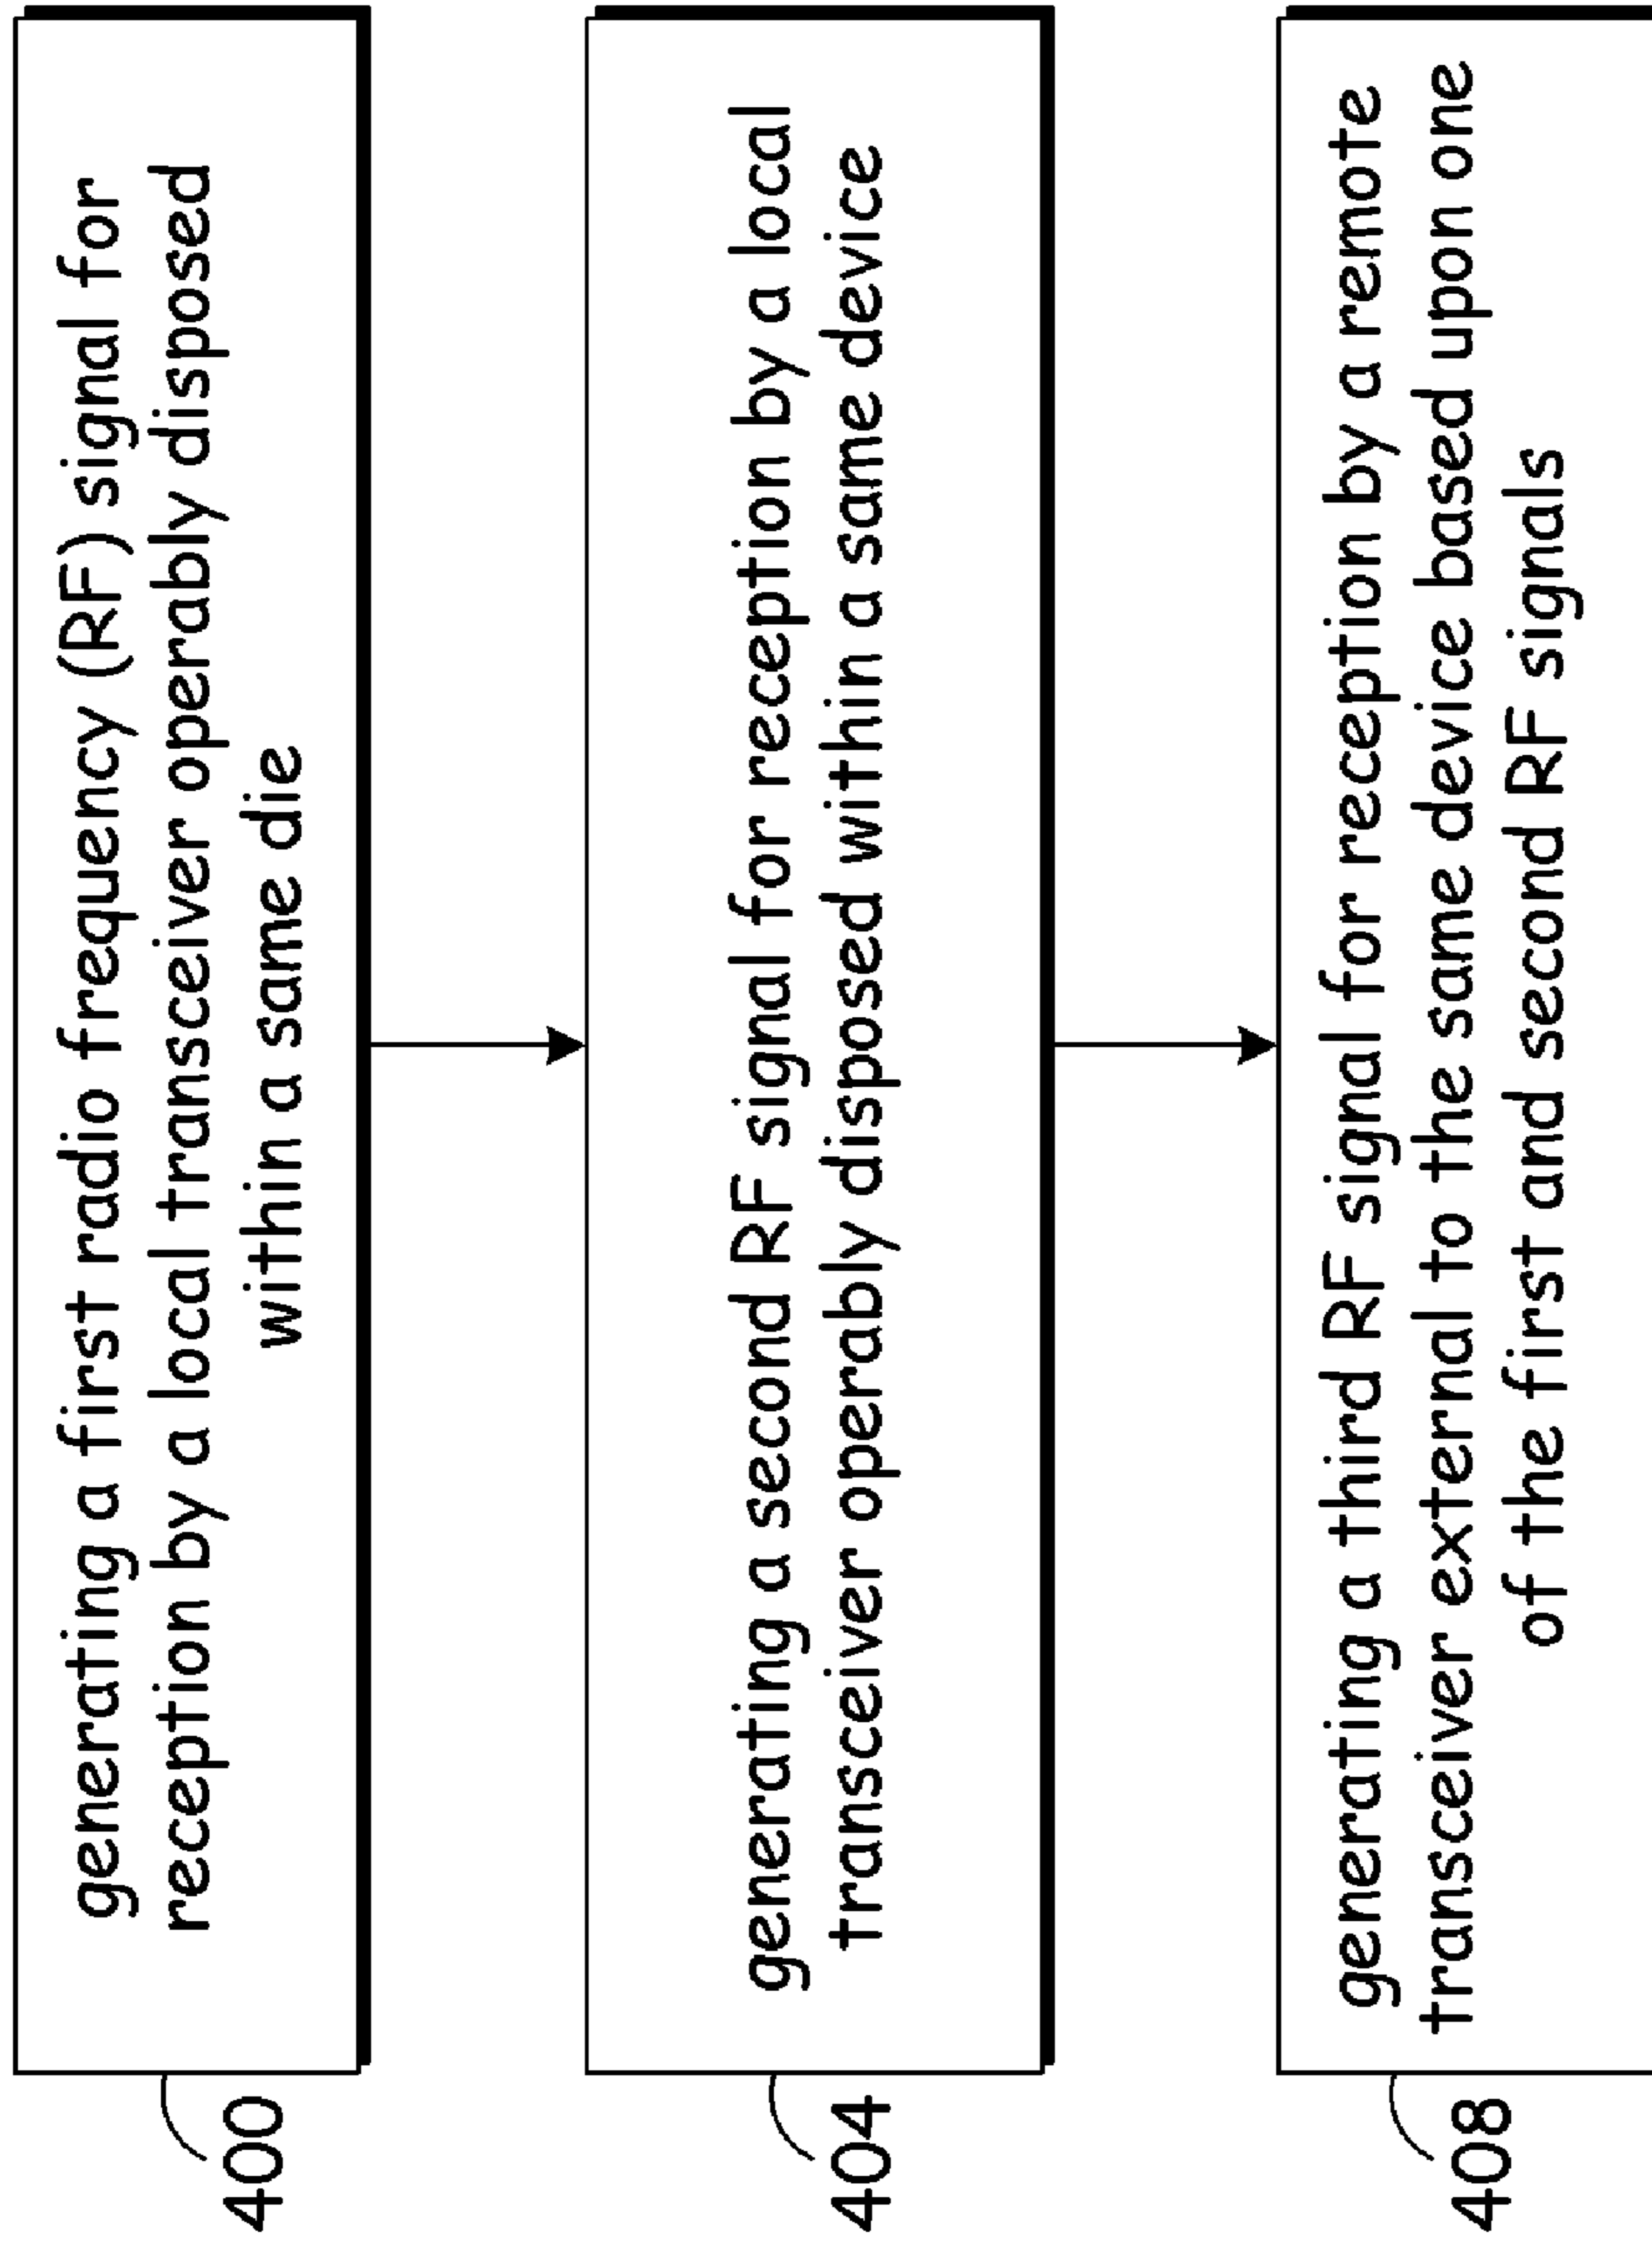 generating a first radio frequency (RF) signal for
reception by a local transceiver operably disposed
within a same die
400
generating a second RF signal for reception by a local
transceiver operably disposed within a same device
404
generating a third RF signal for reception by a remote
transceiver external to the same device based upon one
of the first and second RF signals
408